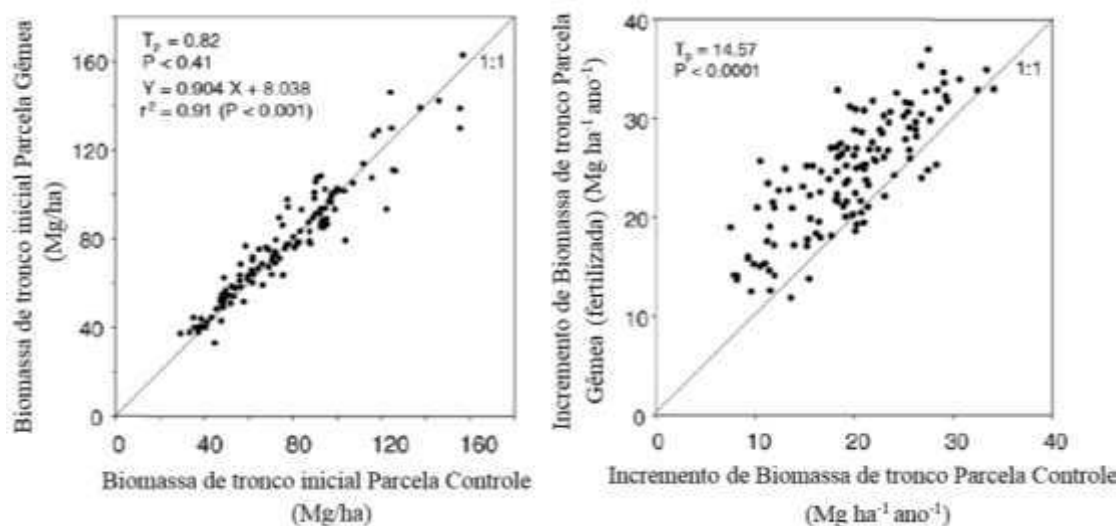 Biomassa de tronco inicial Parcela Gêmea
(Mg/ha)
160
120
80
40
0
T_p = 0.82
P < 0.41
Y = 0.904 X + 8.038
r² = 0.91 (P < 0.001)
1:1
0 40 80 120 160
Biomassa de tronco inicial Parcela Controle
(Mg/ha)
Incremento de Biomassa de tronco Parcela
Gêmea (fertilizada) (Mg ha⁻¹ ano⁻¹)
40
30
20
10
0
T_p = 14.57
P < 0.0001
1:1
0 10 20 30 40
Incremento de Biomassa de tronco Parcela Controle
(Mg ha⁻¹ ano⁻¹)